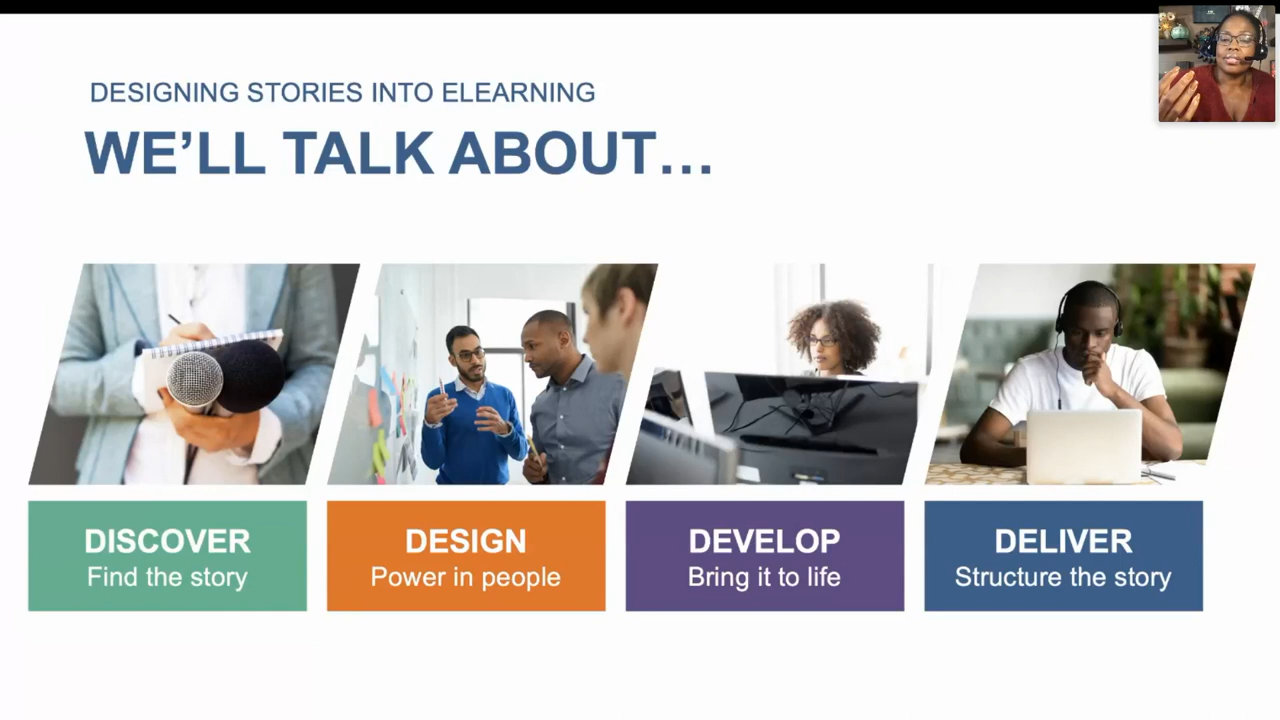 DESIGNING STORIES INTO ELEARNING
WE’LL TALK ABOUT…
DISCOVER
Find the story
DESIGN
Power in people
DEVELOP
Bring it to life
DELIVER
Structure the story